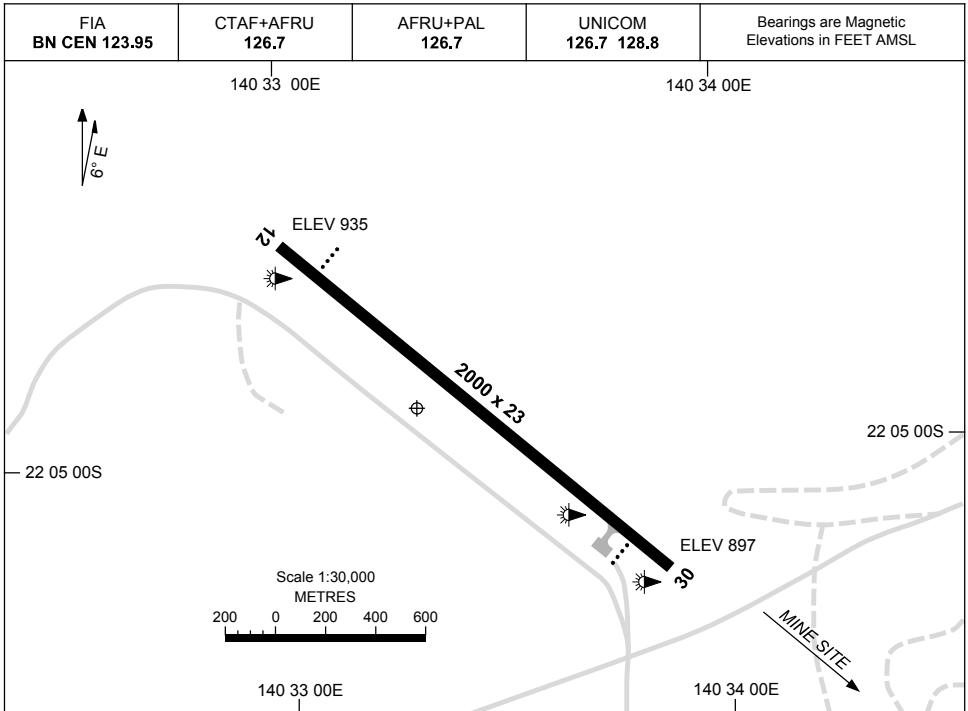 FIA
BN CEN 123.95
CTAF+AFRU
126.7
AFRU+PAL
126.7
UNICOM
126.7 128.8
Bearings are Magnetic
Elevations in FEET AMSL
140 33 00E
140 34 00E
6° E
12
ELEV 935
2000 x 23
22 05 00S
22 05 00S
ELEV 897
30
Scale 1:30,000
METRES
200 0 200 400 600
MINE SITE
140 33 00E
140 34 00E